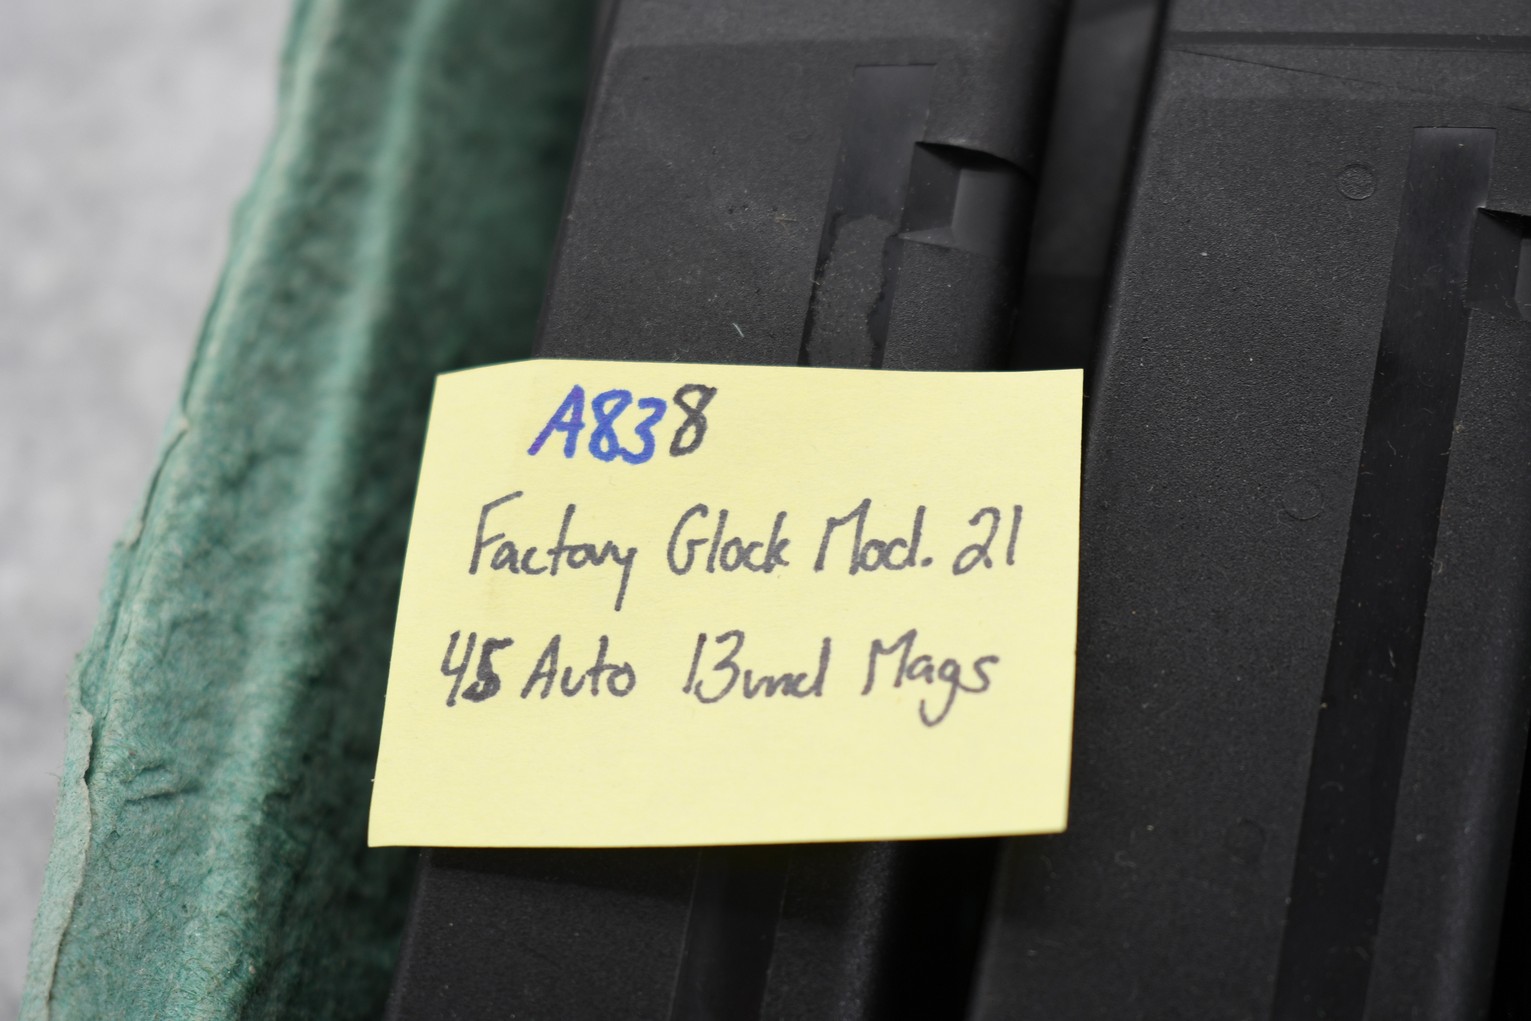 A838
Factory Glock Mod. 21
45 Auto 13rnd Mags